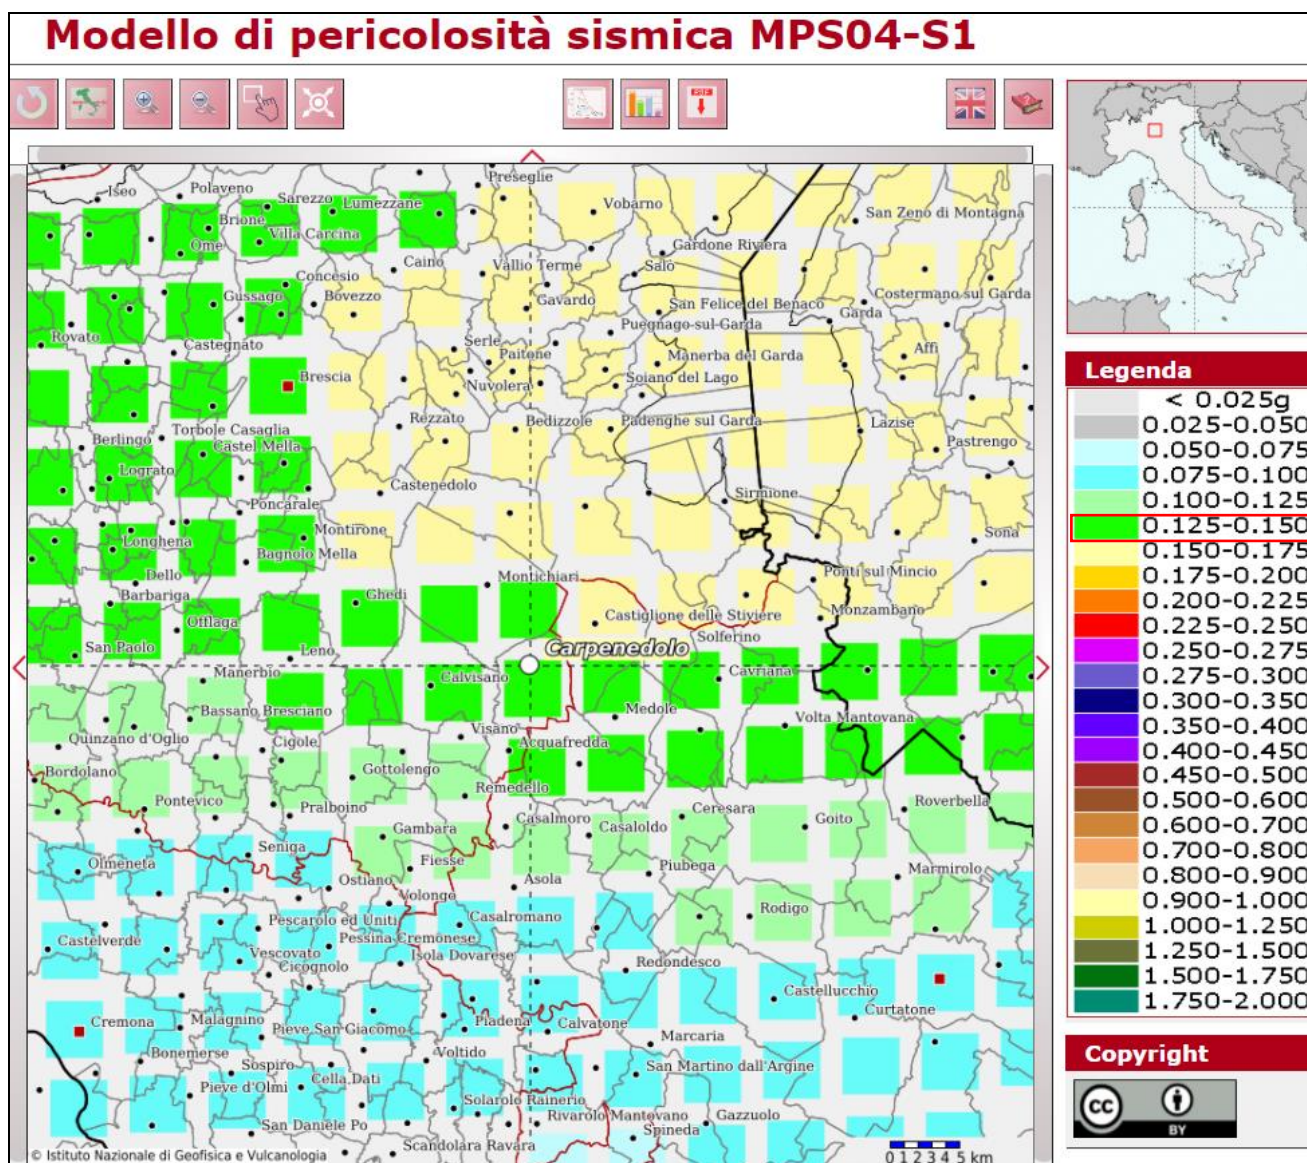 Modello di pericolosità sismica MPS04-S1
Preseglie
Iseo
Polaveno
Sarezzo
Lumezzane
Vobarno
San Zeno di Montagna
Brione
Villa Carcina
Ome
Gardone Riviera
Caino
Vallio Terme
Salò
Concesio
Bovezzo
Gussago
Gavardo
San Felice del Benaco
Costermano sul Garda
Garda
Puegnago sul Garda
Rovato
Castegnato
Serle
Paitone
Manerba del Garda
Affi
Brescia
Nuvolera
Soiano del Lago
Rezzato
Bedizzole
Padenghe sul Garda
Lazise
Torbole Casaglia
Berlingo
Castel Mella
Pastrengo
Lograto
Castenedolo
Sirmione
Poncarale
Montirone
Sona
Longhena
Bagnolo Mella
Dello
Montichiari
Ponti sul Mincio
Barbariga
Ghedi
Castiglione delle Stiviere
Monzambano
Offlaga
Solferino
San Paolo
Leno
Carpenedolo
Manerbio
Calvisano
Cavriana
Bassano Bresciano
Medole
Volta Mantovana
Quinzano d'Oglio
Cigole
Visano
Acquafredda
Bordolano
Gottolengo
Remedello
Pontevico
Pralboino
Ceresara
Roverbella
Gambara
Casalmoro
Casaloldo
Goito
Seniga
Olmeneta
Fiesse
Piubega
Marmirolo
Ostiano
Asola
Volongo
Rodigo
Pescarolo ed Uniti
Casalromano
Castelverde
Pessina Cremonese
Vescovato
Isola Dovarese
Cicognolo
Redondesco
Castellucchio
Curtatone
Cremona
Malagnino
Pieve San Giacomo
Piadena
Calvatone
Marcaria
Bonemerse
Sospiro
Voltido
San Martino dall'Argine
Pieve d'Olmi
Cella Dati
Solarolo Rainerio
Rivarolo Mantovano
Gazzuolo
San Daniele Po
Spineda
Scandolara Ravara
© Istituto Nazionale di Geofisica e Vulcanologia
0 1 2 3 4 5 km
PDF
Legenda
< 0.025g
0.025-0.050
0.050-0.075
0.075-0.100
0.100-0.125
0.125-0.150
0.150-0.175
0.175-0.200
0.200-0.225
0.225-0.250
0.250-0.275
0.275-0.300
0.300-0.350
0.350-0.400
0.400-0.450
0.450-0.500
0.500-0.600
0.600-0.700
0.700-0.800
0.800-0.900
0.900-1.000
1.000-1.250
1.250-1.500
1.500-1.750
1.750-2.000
Copyright
cc
BY